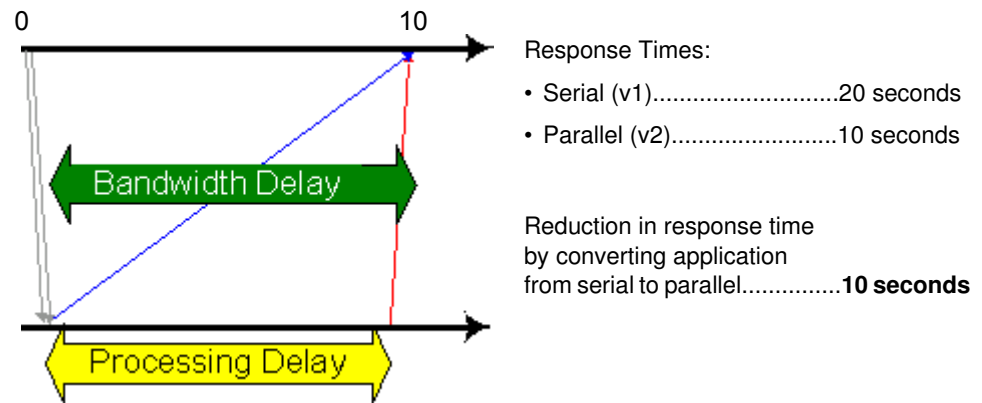 0
10
Response Times:
• Serial (v1)............................20 seconds
• Parallel (v2).........................10 seconds
Bandwidth Delay
Reduction in response time
by converting application
from serial to parallel...............10 seconds
Processing Delay